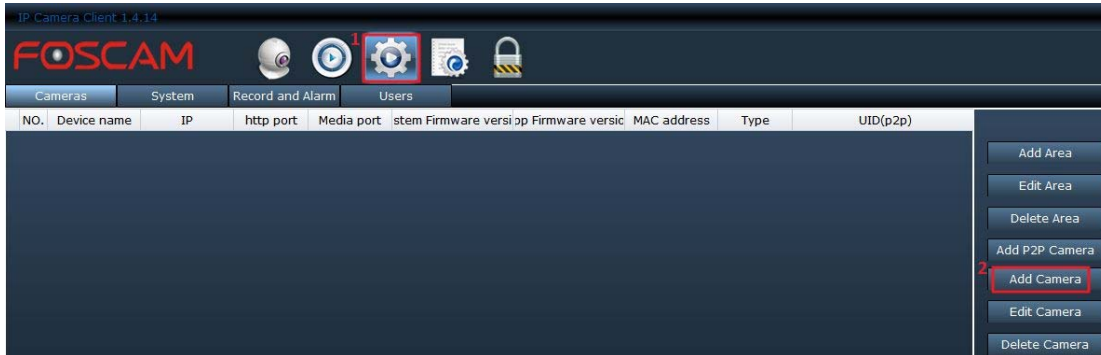 IP Camera Client 1.4.14
FOSCAM
1
Cameras System Record and Alarm Users
NO. Device name IP http port Media port stem Firmware versi pp Firmware versic MAC address Type UID(p2p)
Add Area
Edit Area
Delete Area
Add P2P Camera
2 Add Camera
Edit Camera
Delete Camera